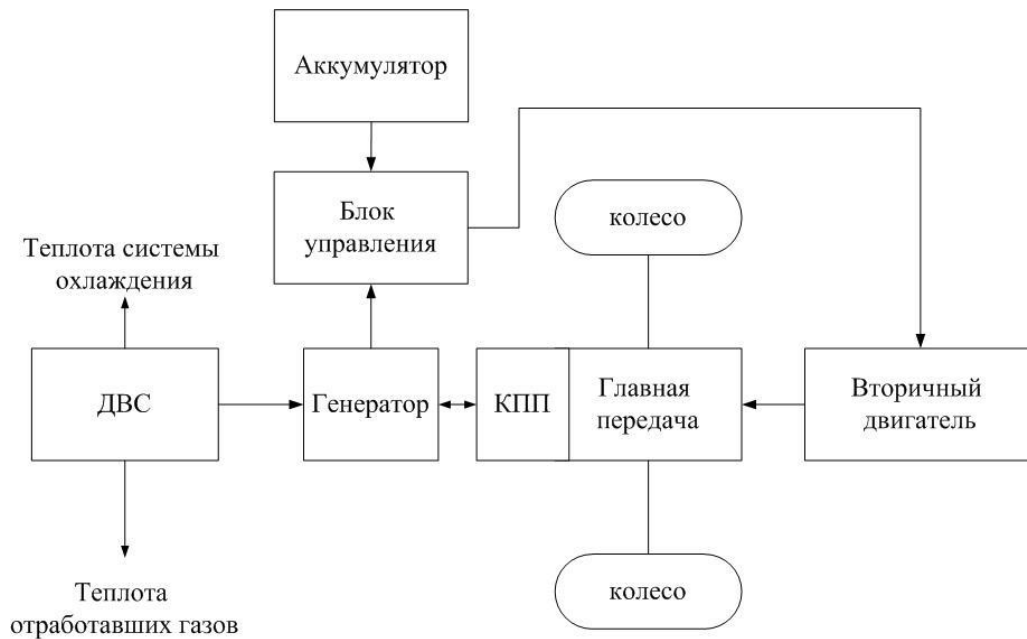 Аккумулятор
Блок
управления
колесо
Теплота системы
охлаждения
ДВС
Генератор
КПП
Главная
передача
Вторичный
двигатель
колесо
Теплота
отработавших газов